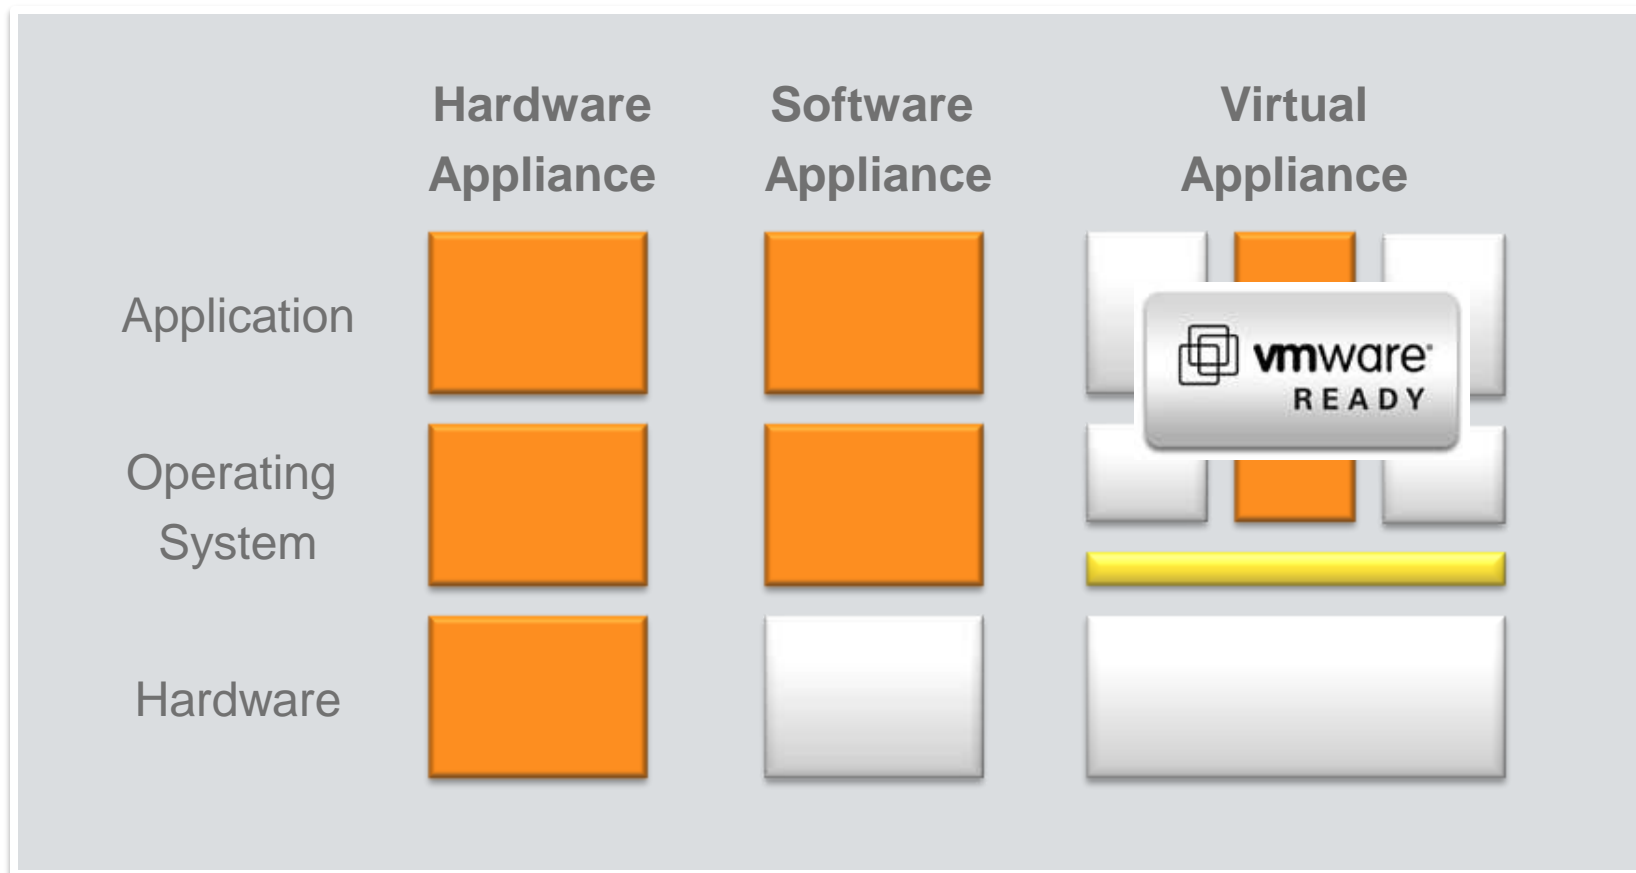 Hardware
Appliance
Software
Appliance
Virtual
Appliance
Application
vmware
READY
Operating
System
Hardware